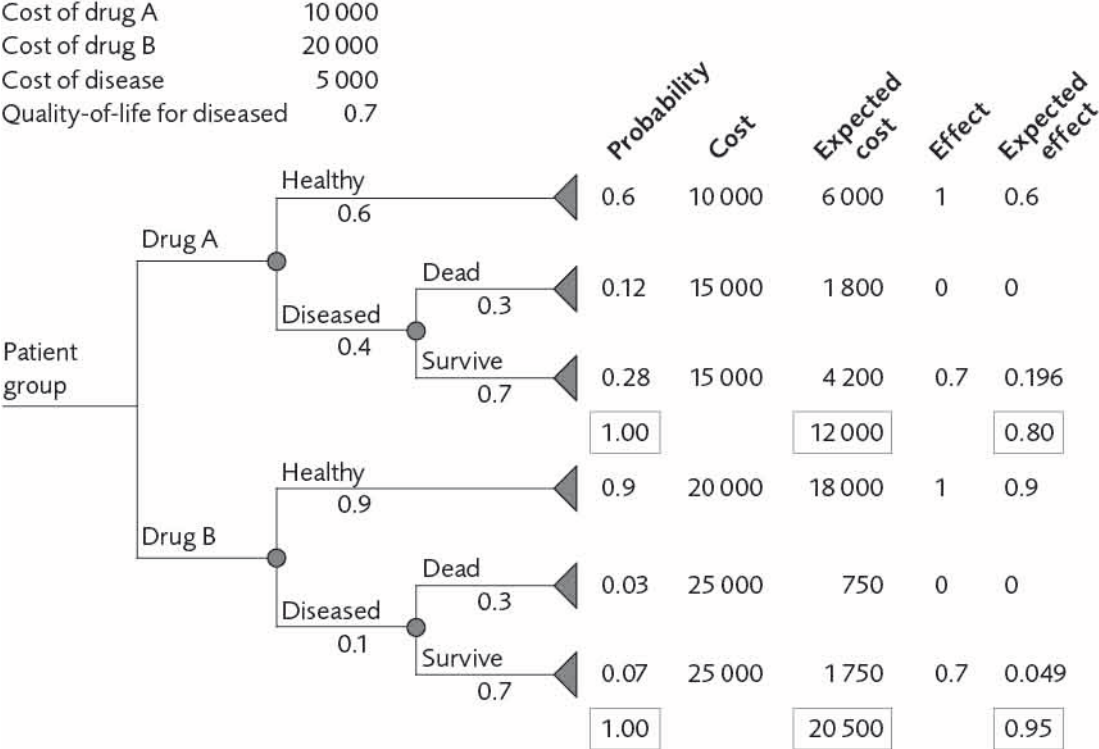 Cost of drug A 10 000
Cost of drug B 20 000
Cost of disease 5 000
Quality-of-life for diseased 0.7
Probability
Cost
Expected
cost
Effect
Expected
effect
Healthy
0.6
0.6 10 000 6 000 1 0.6
Drug A
Dead
0.3
0.12 15 000 1 800 0 0
Diseased
0.4
Survive
0.7
0.28 15 000 4 200 0.7 0.196
1.00 12 000 0.80
Patient
group
Healthy
0.9
0.9 20 000 18 000 1 0.9
Drug B
Dead
0.3
0.03 25 000 750 0 0
Diseased
0.1
Survive
0.7
0.07 25 000 1 750 0.7 0.049
1.00 20 500 0.95